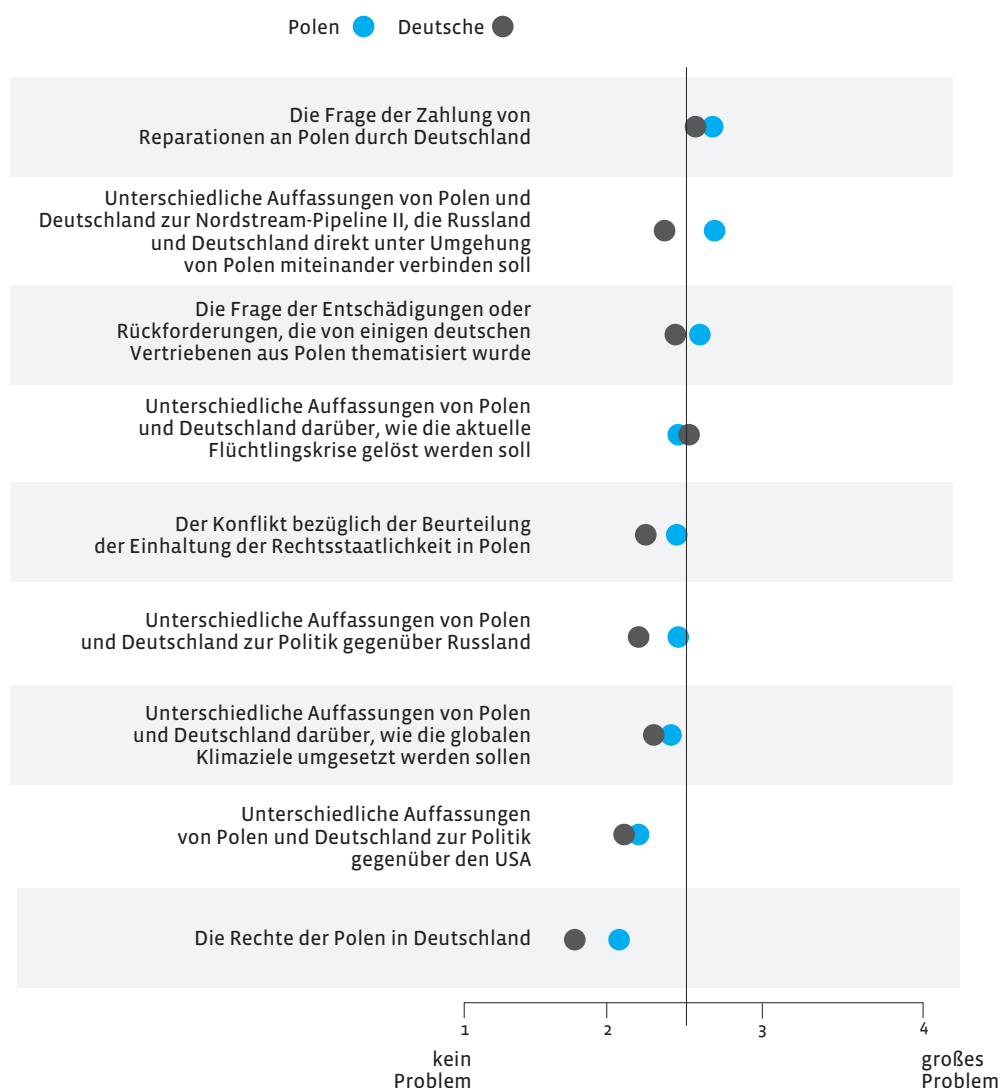 Polen Deutsche
Die Frage der Zahlung von
Reparationen an Polen durch Deutschland
Unterschiedliche Auffassungen von Polen und
Deutschland zur Nordstream-Pipeline II, die Russland
und Deutschland direkt unter Umgehung
von Polen miteinander verbinden soll
Die Frage der Entschädigungen oder
Rückforderungen, die von einigen deutschen
Vertriebenen aus Polen thematisiert wurde
Unterschiedliche Auffassungen von Polen
und Deutschland darüber, wie die aktuelle
Flüchtlingskrise gelöst werden soll
Der Konflikt bezüglich der Beurteilung
der Einhaltung der Rechtsstaatlichkeit in Polen
Unterschiedliche Auffassungen von Polen
und Deutschland zur Politik gegenüber Russland
Unterschiedliche Auffassungen von Polen
und Deutschland darüber, wie die globalen
Klimaziele umgesetzt werden sollen
Unterschiedliche Auffassungen
von Polen und Deutschland zur Politik
gegenüber den USA
Die Rechte der Polen in Deutschland
1 2 3 4
kein
Problem
großes
Problem